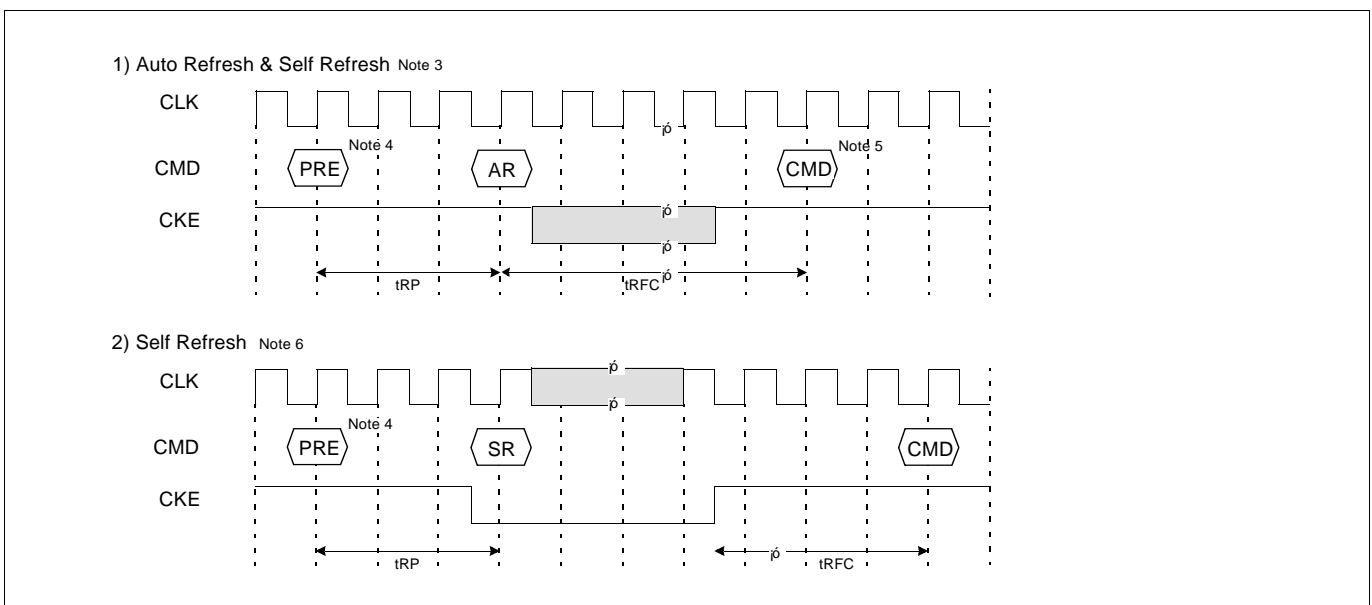 1) Auto Refresh & Self Refresh Note 3
CLK
¡ó
CMD
PRE
Note 4
AR
CMD
Note 5
CKE
¡ó
¡ó
tRP
tRFC
¡ó
2) Self Refresh Note 6
CLK
¡ó
¡ó
CMD
PRE
Note 4
SR
CMD
CKE
tRP
¡ó
tRFC